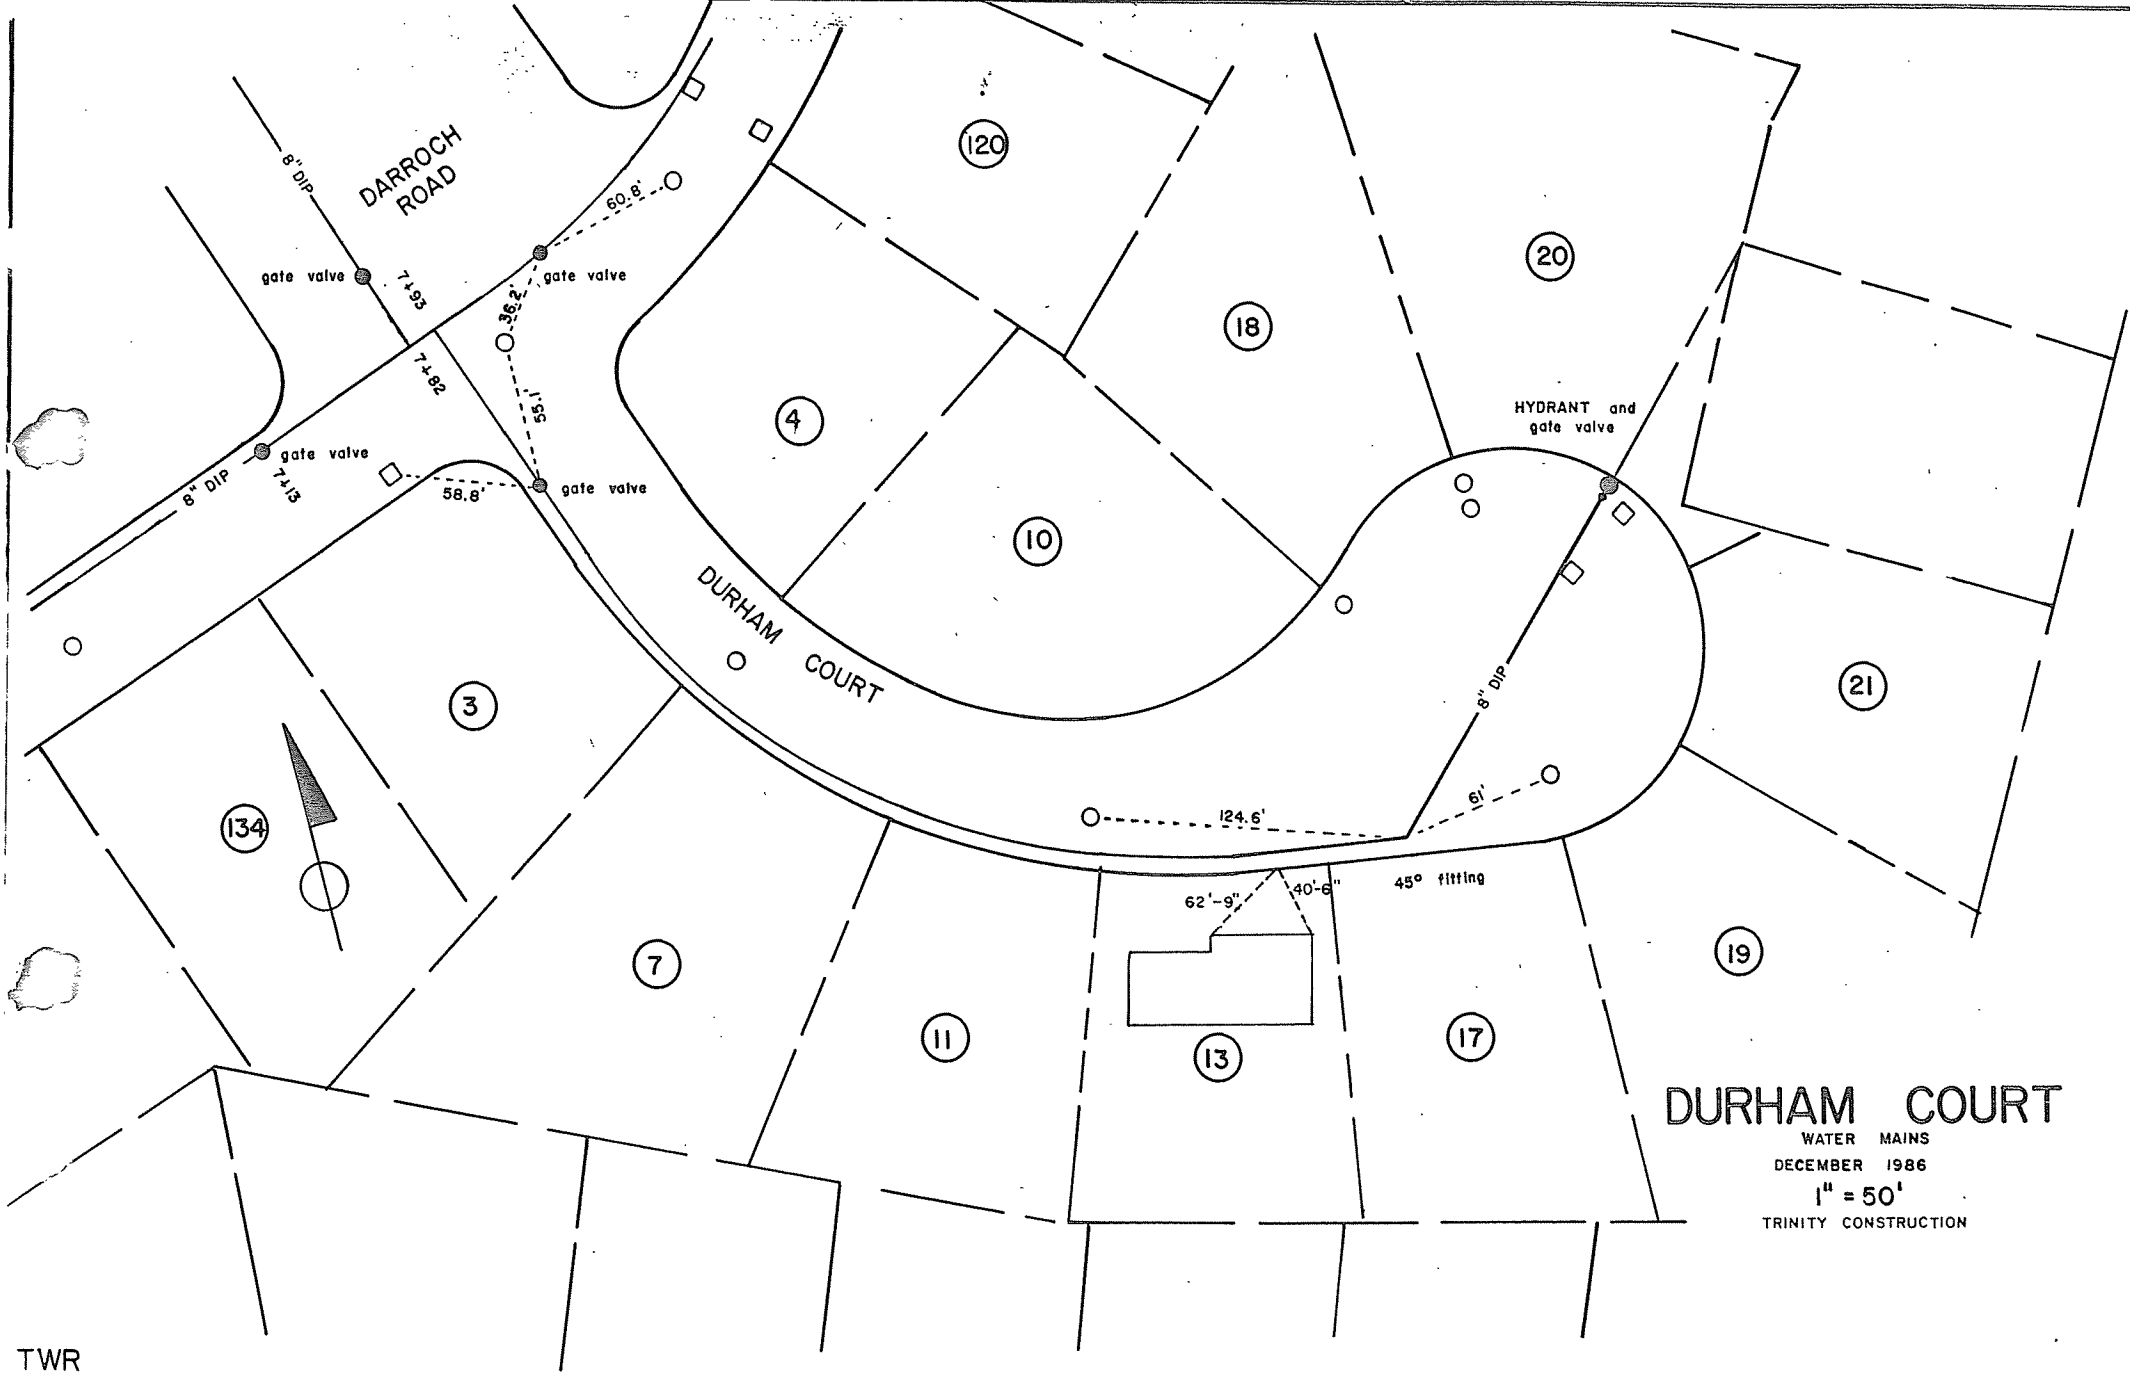 120
8" DIP
DARROCH
ROAD
60.8'
20
gate valve
7+93
gate valve
36.2'
18
7+82
4
55.1'
HYDRANT and
gate valve
gate valve
8" DIP
7+13
58.8'
gate valve
10
DURHAM COURT
8" DIP
21
3
134
61'
124.6'
45° fitting
62'-9"
40'-6"
7
19
11
13
17
DURHAM COURT
WATER MAINS
DECEMBER 1986
1" = 50'
TRINITY CONSTRUCTION
TWR